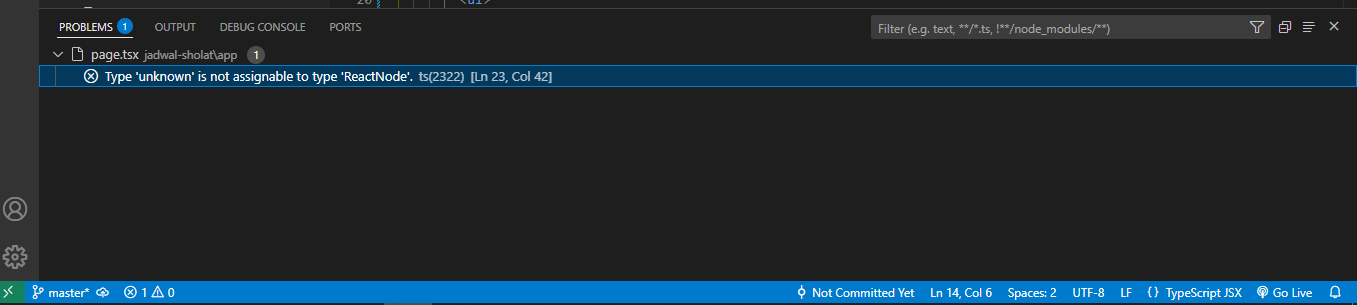 20 <ul>
PROBLEMS 1 OUTPUT DEBUG CONSOLE PORTS Filter (e.g. text, **/*.ts, !**/node_modules/**)
page.tsx jadwal-sholat\app 1
Type 'unknown' is not assignable to type 'ReactNode'. ts(2322) [Ln 23, Col 42]
master* 1 0 Not Committed Yet Ln 14, Col 6 Spaces: 2 UTF-8 LF { } TypeScript JSX Go Live